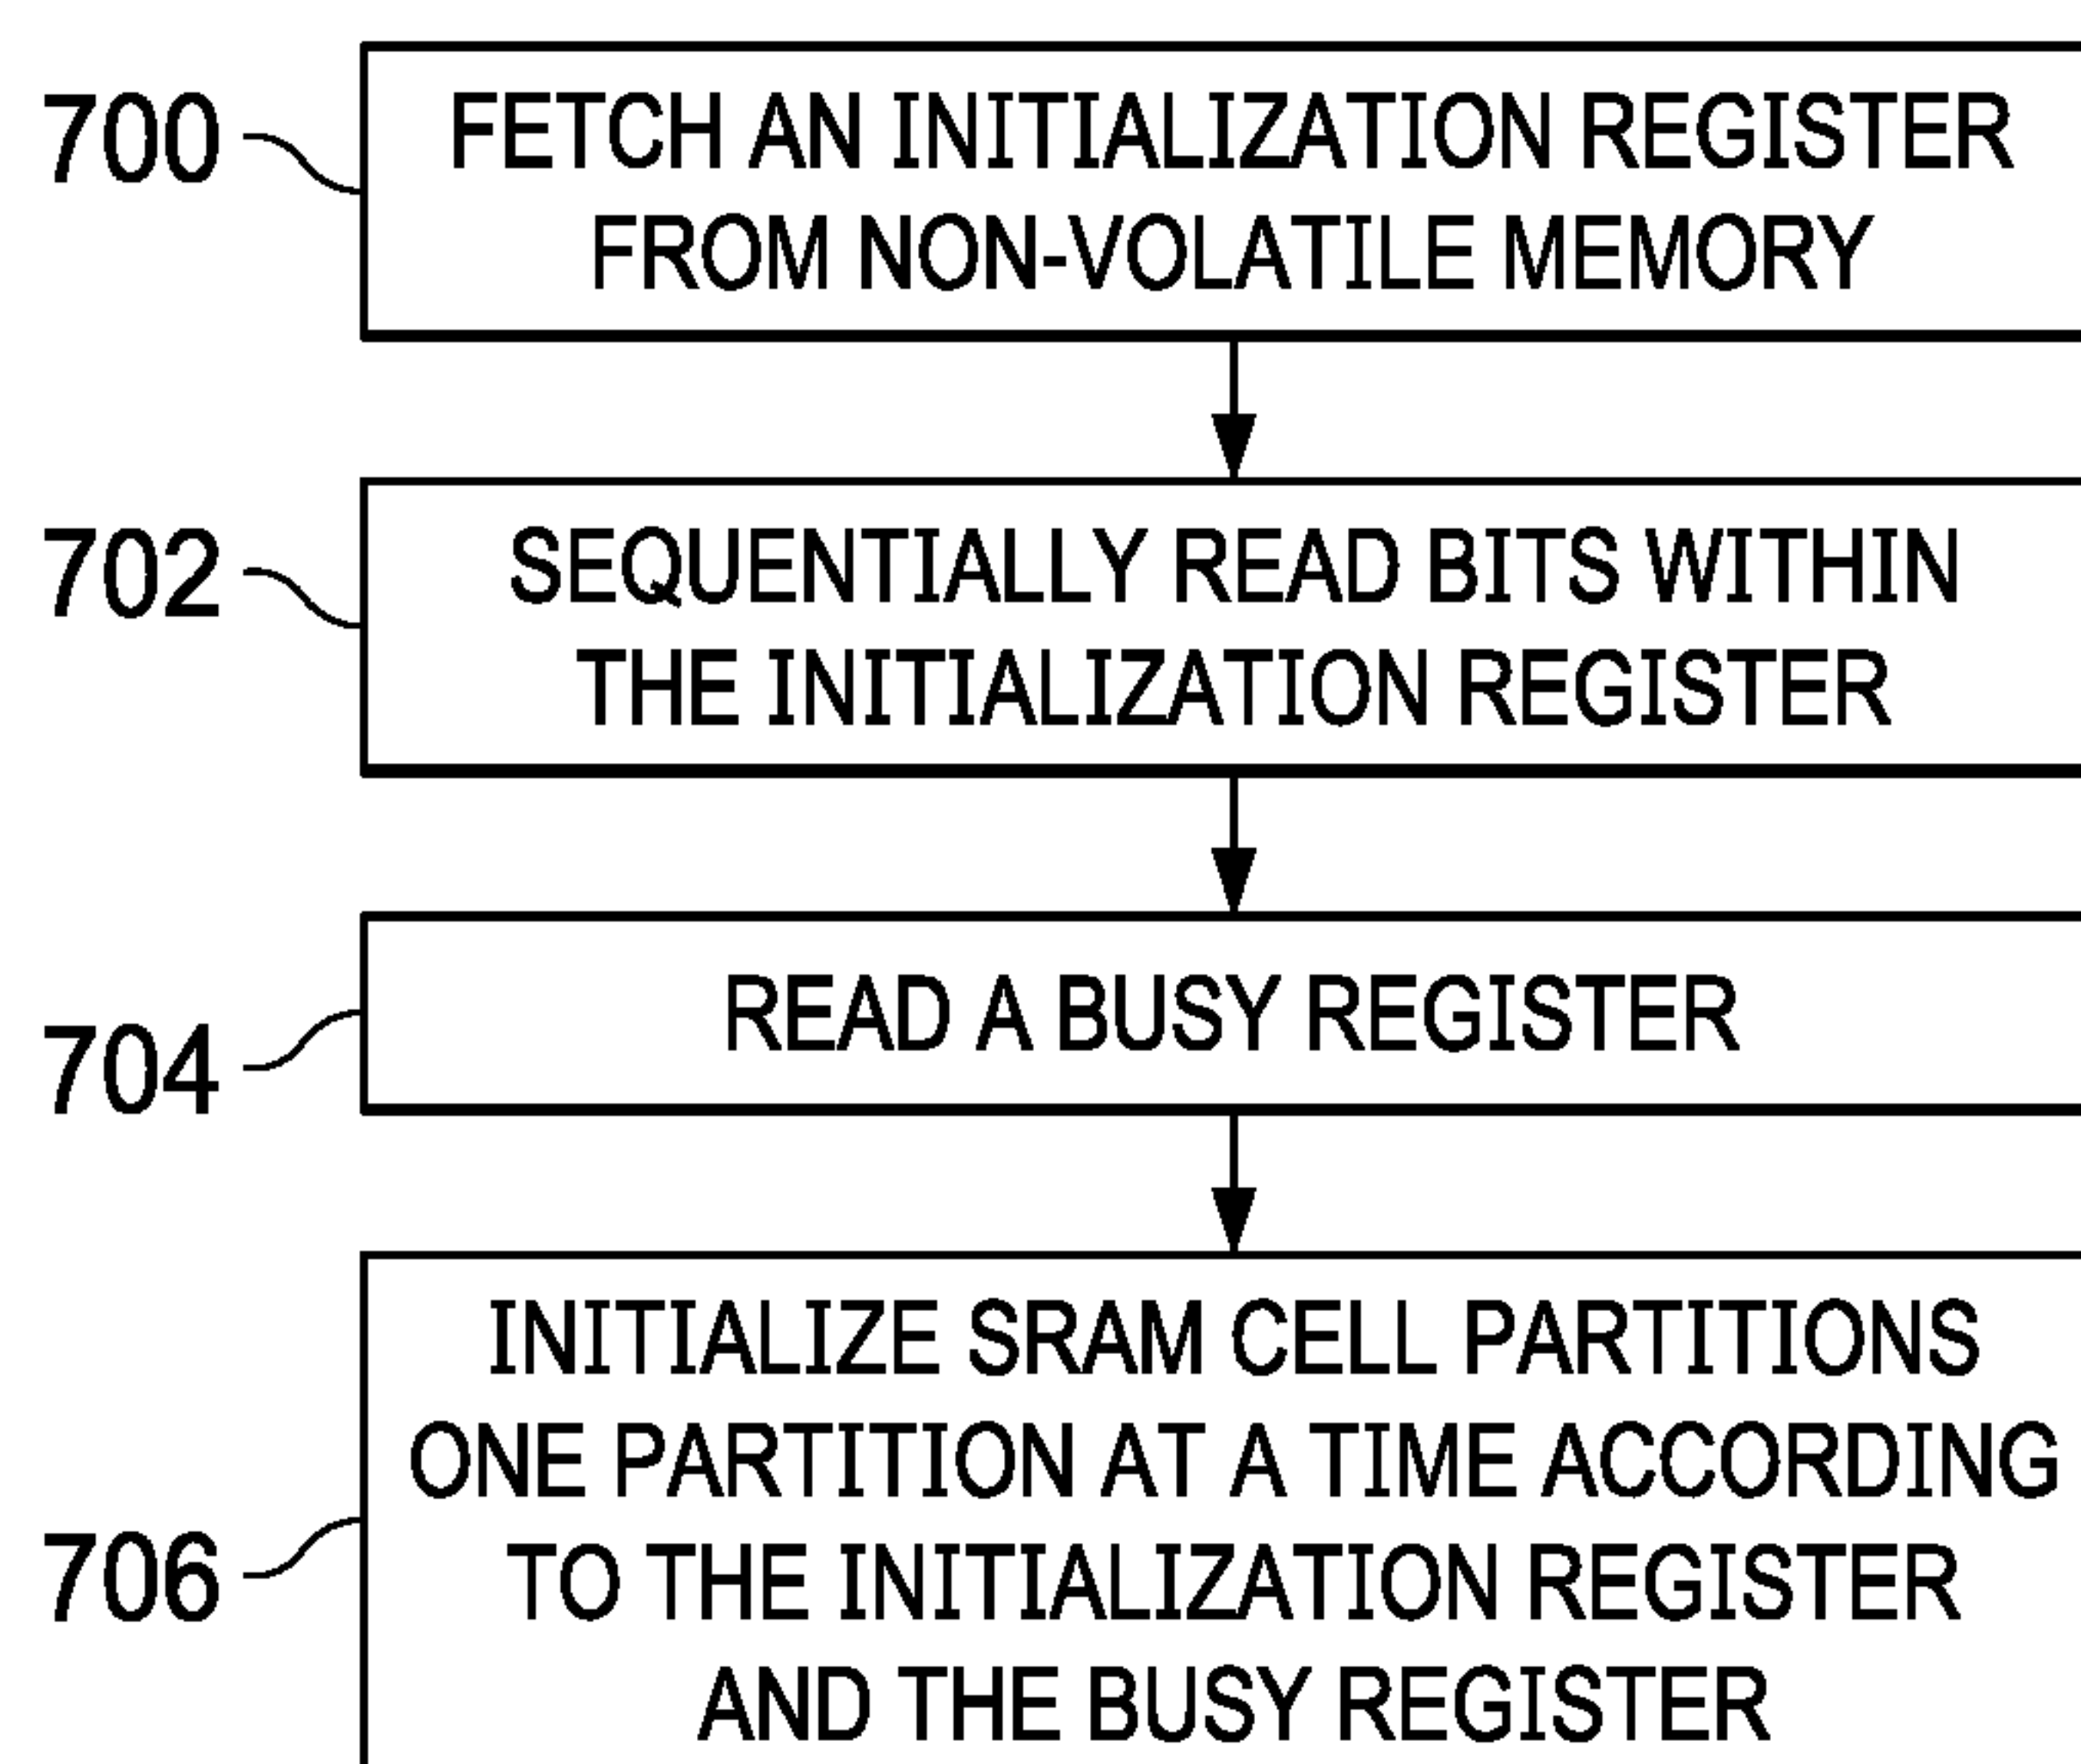 700
FETCH AN INITIALIZATION REGISTER
FROM NON-VOLATILE MEMORY
702
SEQUENTIALLY READ BITS WITHIN
THE INITIALIZATION REGISTER
704
READ A BUSY REGISTER
706
INITIALIZE SRAM CELL PARTITIONS
ONE PARTITION AT A TIME ACCORDING
TO THE INITIALIZATION REGISTER
AND THE BUSY REGISTER